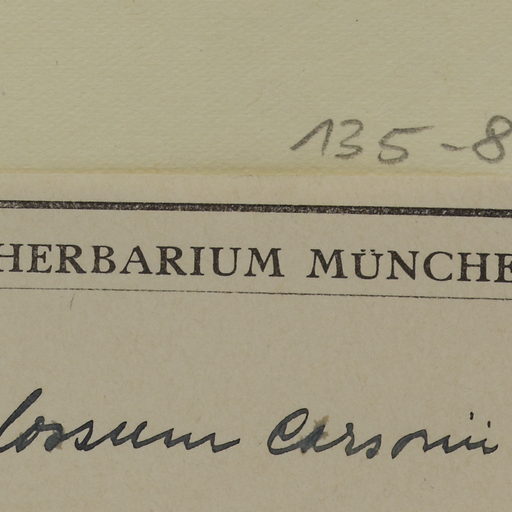 135-8
HERBARIUM MÜNCHE
lossum Carsonii